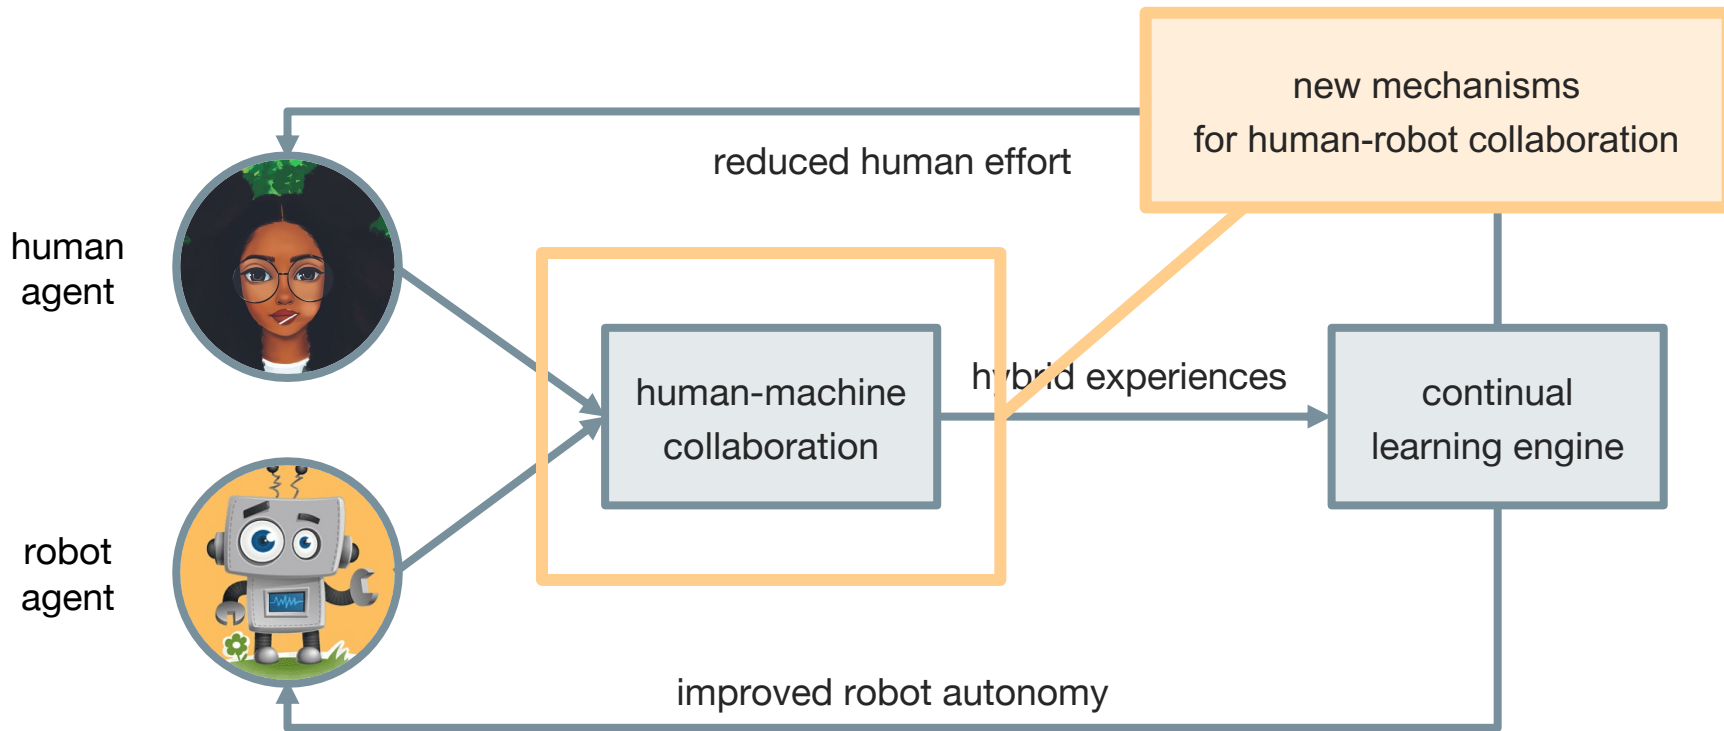 new mechanisms
for human-robot collaboration
reduced human effort
human
agent
human-machine
collaboration
hybrid experiences
continual
learning engine
robot
agent
improved robot autonomy